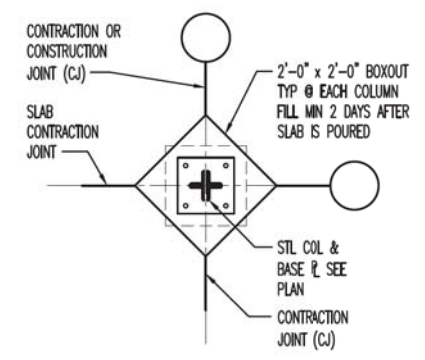 CONTRACTION OR
CONSTRUCTION
JOINT (CJ)
SLAB
CONTRACTION
JOINT
2'-0" x 2'-0" BOXOUT
TYP @ EACH COLUMN
FILL MIN 2 DAYS AFTER
SLAB IS POURED
STL COL &
BASE ⅊ SEE
PLAN
CONTRACTION
JOINT (CJ)